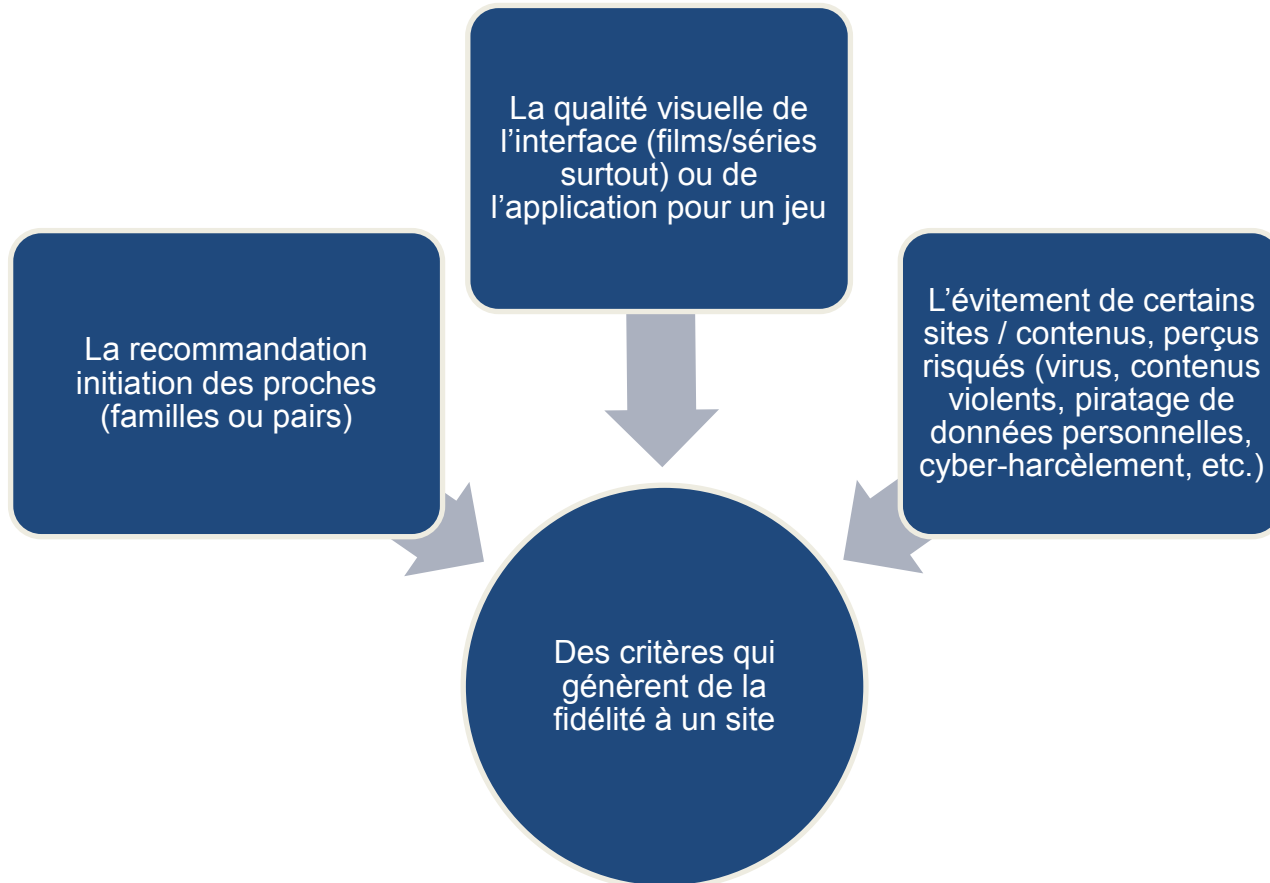 La qualité visuelle de
l’interface (films/séries
surtout) ou de
l’application pour un jeu
La recommandation
initiation des proches
(familles ou pairs)
L’évitement de certains
sites / contenus, perçus
risqués (virus, contenus
violents, piratage de
données personnelles,
cyber-harcèlement, etc.)
Des critères qui
génèrent de la
fidélité à un site